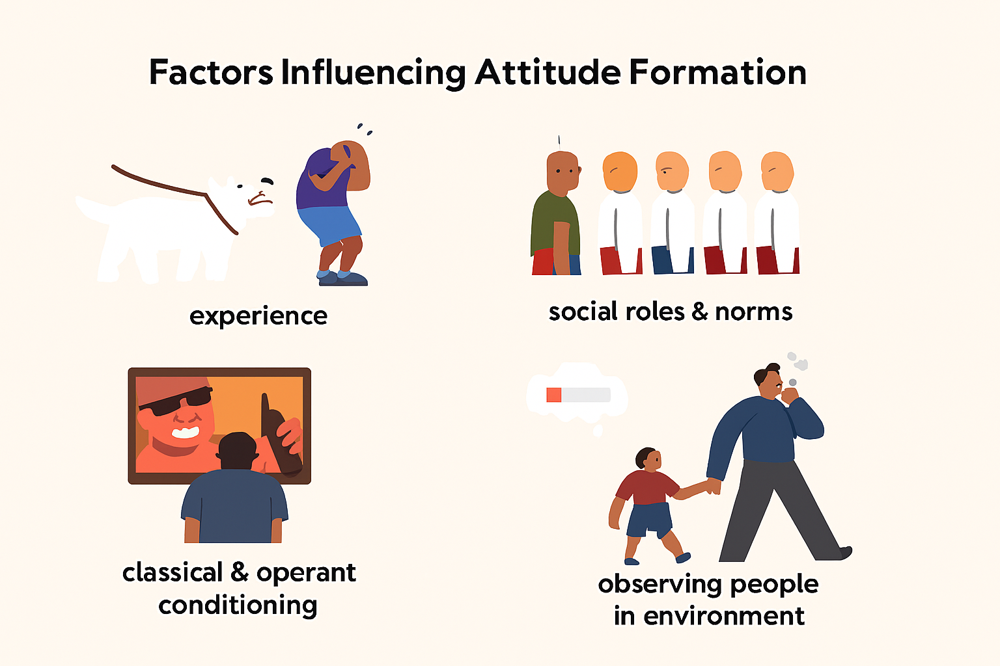 Factors Influencing Attitude Formation
experience
social roles & norms
classical & operant
conditioning
observing people
in environment